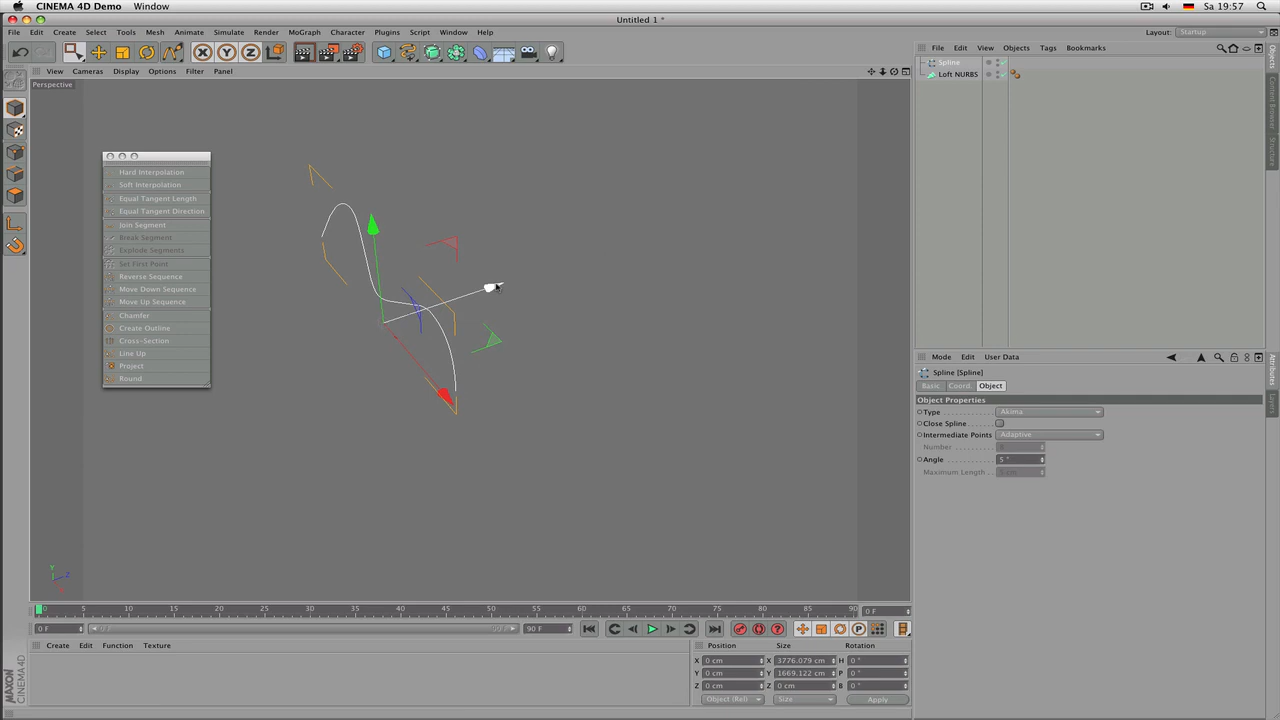 CINEMA 4D Demo Window
Sa 19:57
Untitled 1 *
File Edit Create Select Tools Mesh Animate Simulate Render MoGraph Character Plugins Script Window Help
Layout: Startup
View Cameras Display Options Filter Panel
Perspective
File Edit View Objects Tags Bookmarks
Spline
Loft NURBS
Objects
Content Browser
Structure
Hard Interpolation
Soft Interpolation
Equal Tangent Length
Equal Tangent Direction
Join Segment
Break Segment
Explode Segments
Set First Point
Reverse Sequence
Move Down Sequence
Move Up Sequence
Chamfer
Create Outline
Cross-Section
Line Up
Project
Round
Mode Edit User Data
Spline [Spline]
Basic Coord. Object
Object Properties
Type Akima
Close Spline
Intermediate Points Adaptive
Number
Angle 5 °
Maximum Length
Attributes
Layers
Y
Z
0 5 10 15 20 25 30 35 40 45 50 55 60 65 70 75 80 85 90
0 F
0 F
90 F
Create Edit Function Texture
Position Size Rotation
X 0 cm X 3776.079 cm H 0 °
Y 0 cm Y 1669.122 cm P 0 °
Z 0 cm Z 0 cm B 0 °
Object (Rel) Size Apply
MAXON CINEMA 4D